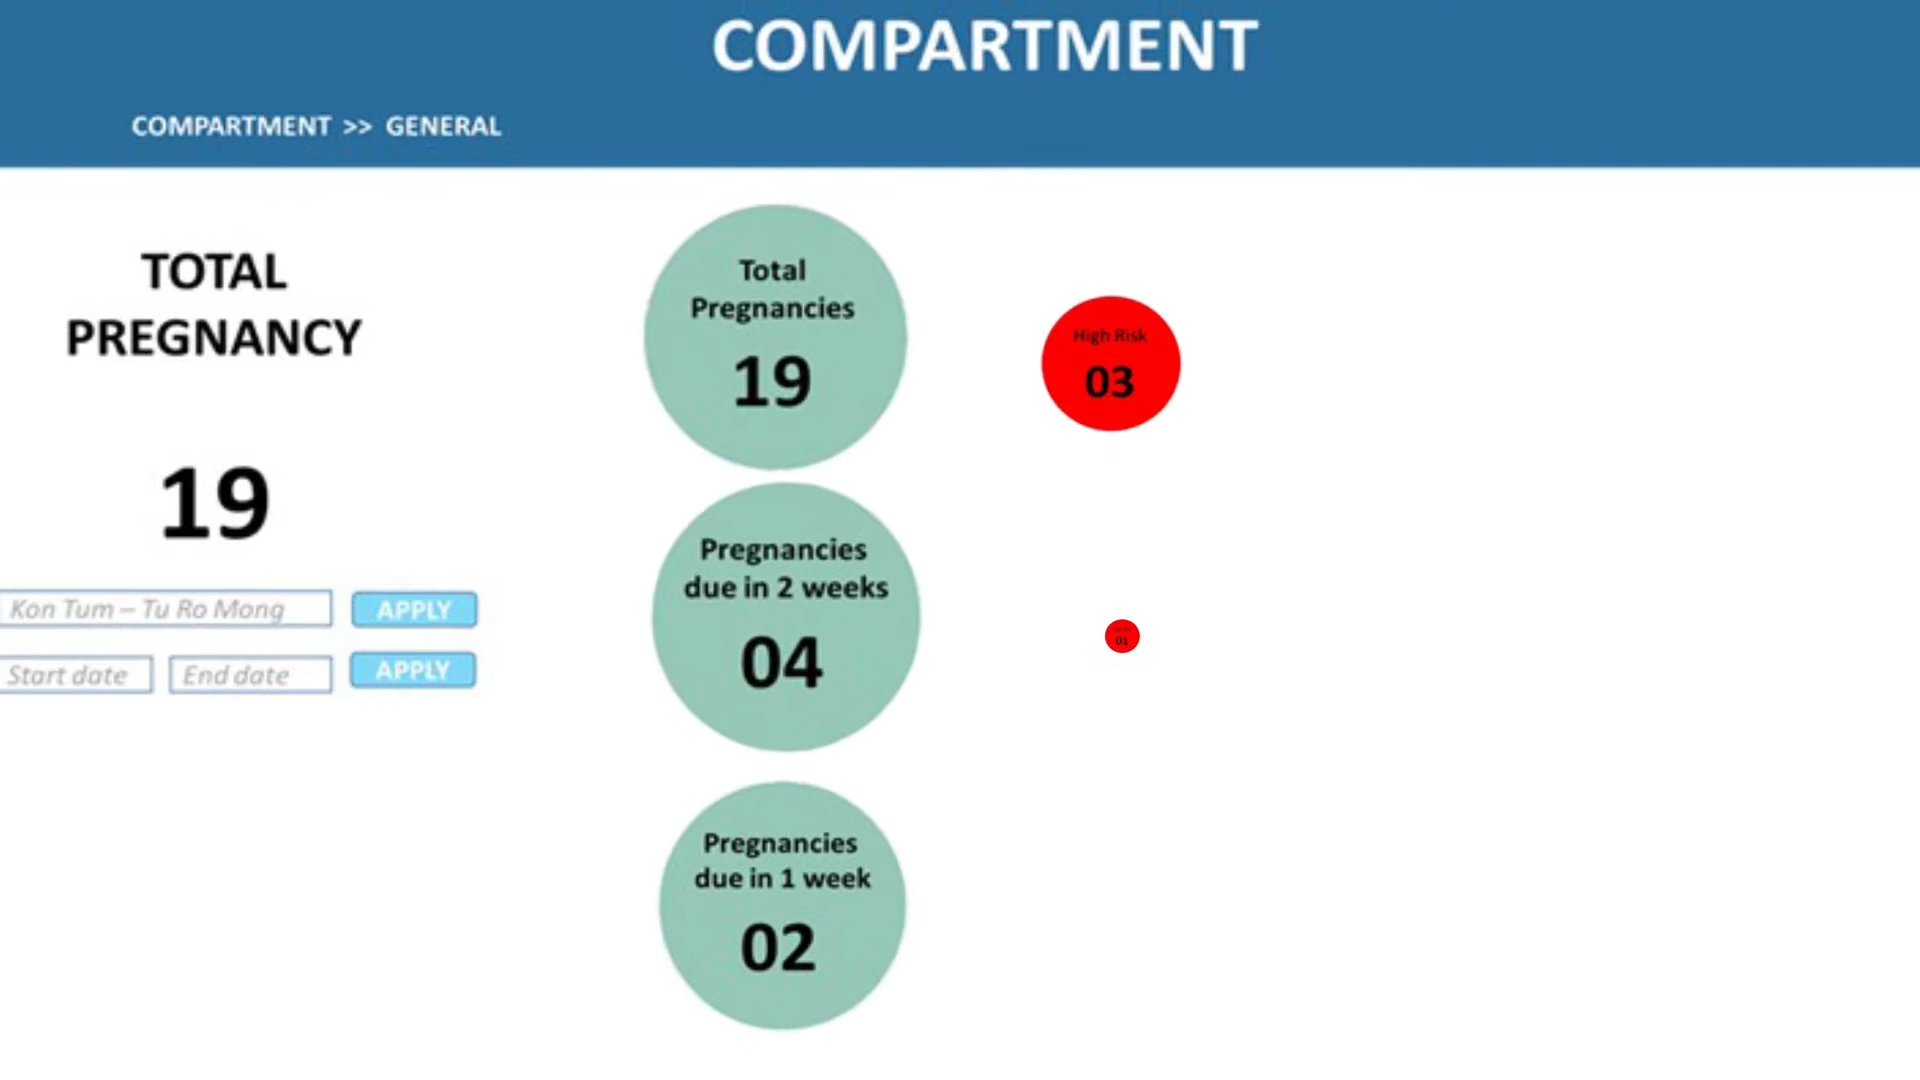 COMPARTMENT
COMPARTMENT >> GENERAL
TOTAL
PREGNANCY
19
Kon Tum – Tu Ro Mong
APPLY
Start date
End date
APPLY
Total
Pregnancies
19
High Risk
03
Pregnancies
due in 2 weeks
04
01
Pregnancies
due in 1 week
02